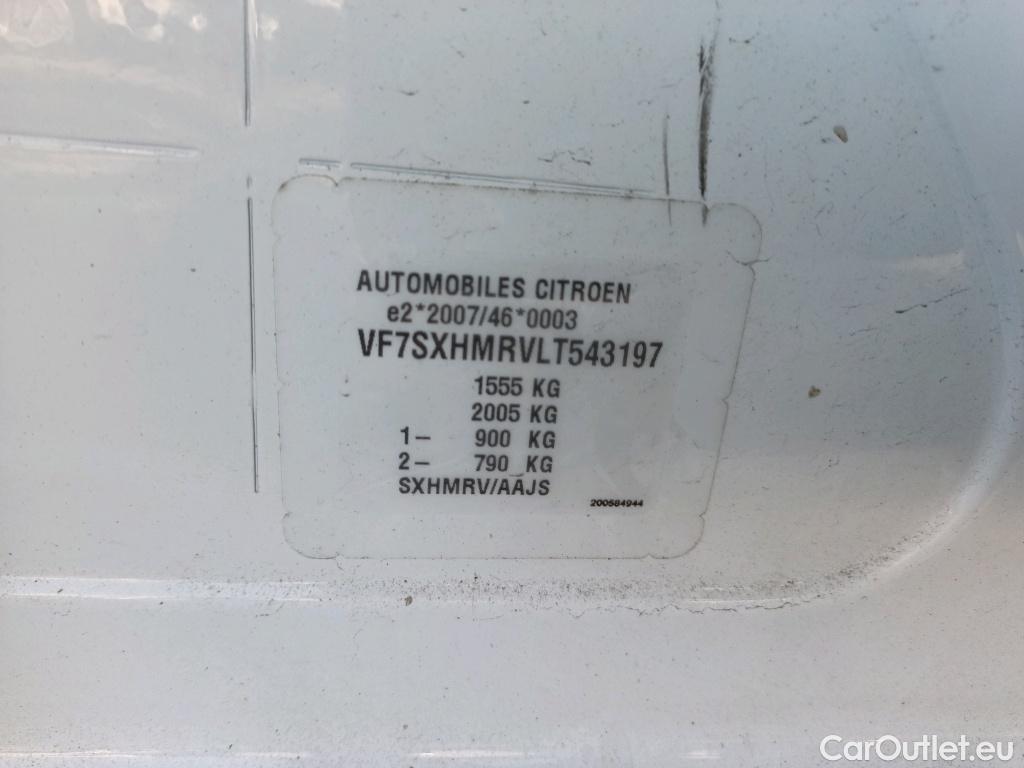 AUTOMOBILES CITROEN
e2*2007/46*0003
VF7SXHMRVLT543197
1555 KG
2005 KG
1– 900 KG
2– 790 KG
SXHMRV/AAJS
200584944
CarOutlet.eu